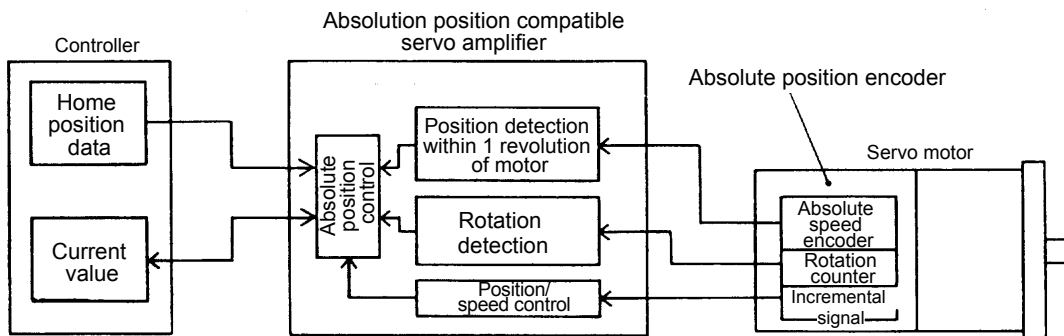 Controller
Home
position
data
Current
value
Absolution position compatible
servo amplifier
Absolute
position
control
Position detection
within 1 revolution
of motor
Rotation
detection
Position/
speed control
Absolute position encoder
Servo motor
Absolute
speed
encoder
Rotation
counter
Incremental
signal